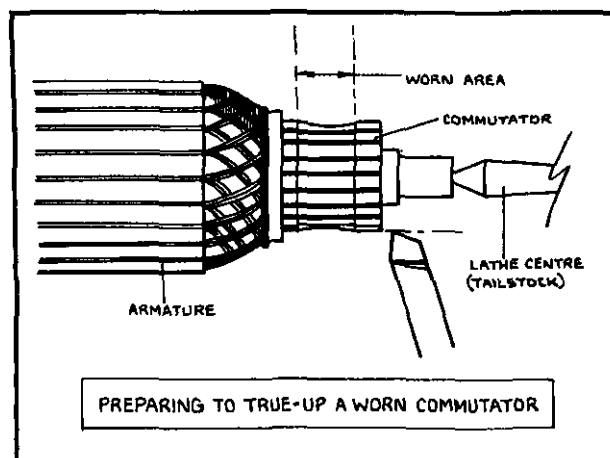 WORN AREA
COMMUTATOR
LATHE CENTRE
(TAILSTOCK)
ARMATURE
PREPARING TO TRUE-UP A WORN COMMUTATOR